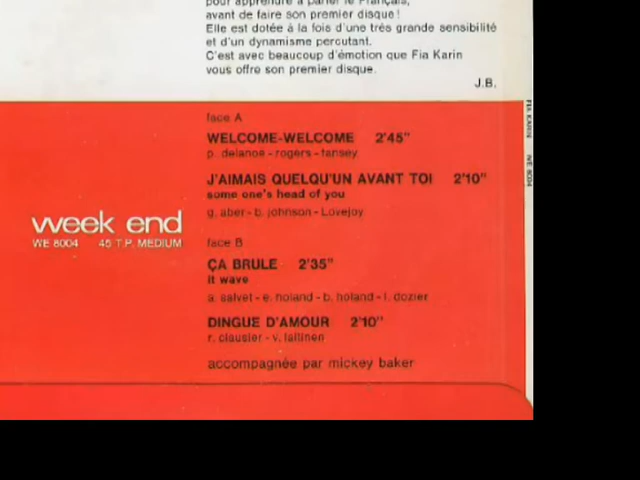 pour apprendre à parler le Français,
avant de faire son premier disque!
Elle est dotée à la fois d'une très grande sensibilité
et d'un dynamisme percutant.
C'est avec beaucoup d'émotion que Fia Karin
vous offre son premier disque.
J.B.
face A
WELCOME-WELCOME 2'45"
p. delanoe - rogers - tansey
J'AIMAIS QUELQU'UN AVANT TOI 2'10"
some one's head of you
g. aber - b. johnson - Lovejoy
face B
ÇA BRULE 2'35"
it wave
a. salvet - e. holand - b. holand - l. dozier
DINGUE D'AMOUR 2'10"
r. clausier - v. tallinen
accompagnée par mickey baker
week end
WE 8004 45 T.P. MEDIUM
FIA KARIN WE 8004